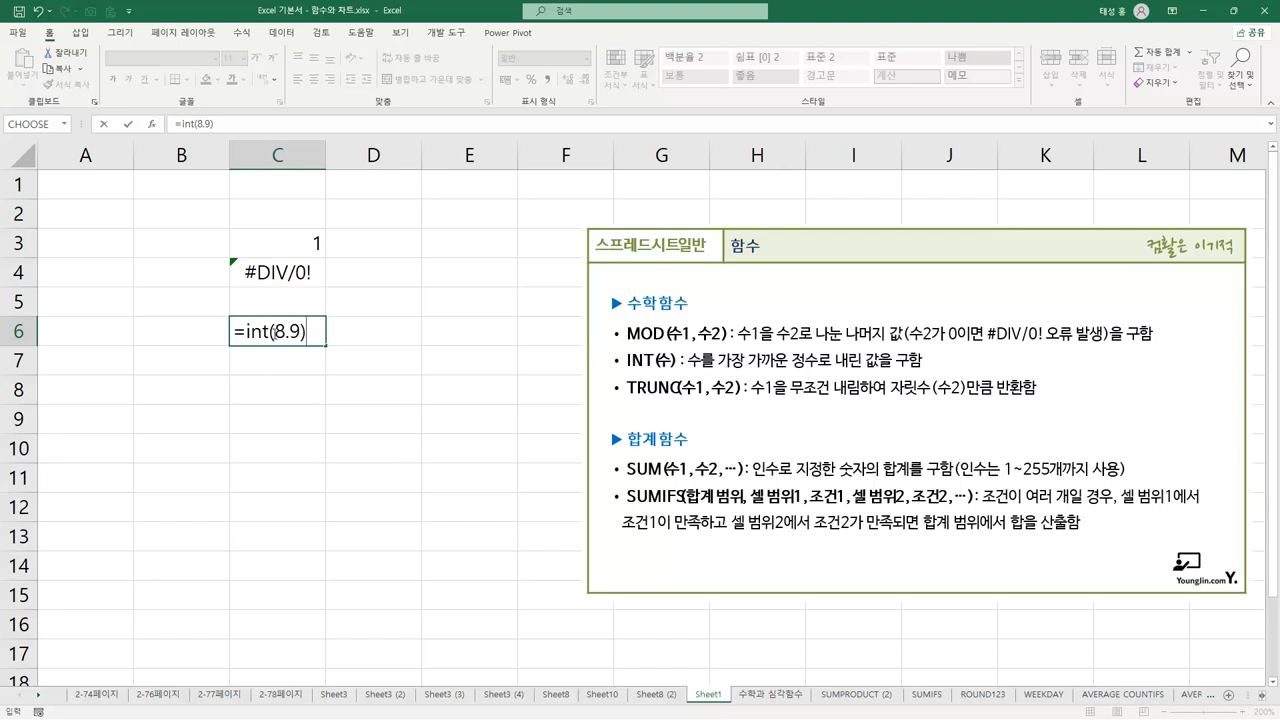 Excel 기본서 - 함수와 차트.xlsx - Excel
검색
태성 홍
파일 홈 삽입 그리기 페이지 레이아웃 수식 데이터 검토 도움말 보기 개발 도구 Power Pivot
공유
붙여넣기
잘라내기
복사
서식 복사
클립보드
11
가 가 가
글꼴
자동 줄 바꿈
병합하고 가운데 맞춤
맞춤
일반
표시 형식
조건부 서식
표 서식
백분율 2 쉼표 [0] 2 표준 2 표준 나쁨
보통 좋음 경고문 계산 메모
스타일
삽입 삭제 서식
셀
자동 합계
채우기
지우기
정렬 및 필터
찾기 및 선택
편집
CHOOSE
=int(8.9)
A B C D E F G H I J K L M
1
2
3 1
4 #DIV/0!
5
6 =int(8.9)
7
8
9
10
11
12
13
14
15
16
17
18
스프레드시트일반 함수 컴활은 이기적
▶ 수학함수
• MOD(수1, 수2) : 수1을 수2로 나눈 나머지 값(수2가 0이면 #DIV/0! 오류 발생)을 구함
• INT(수) : 수를 가장 가까운 정수로 내린 값을 구함
• TRUNC(수1, 수2) : 수1을 무조건 내림하여 자릿수(수2)만큼 반환함
▶ 합계함수
• SUM(수1, 수2, …) : 인수로 지정한 숫자의 합계를 구함(인수는 1~255개까지 사용)
• SUMIFS(합계 범위, 셀 범위1, 조건1, 셀 범위2, 조건2, …) : 조건이 여러 개일 경우, 셀 범위1에서
조건1이 만족하고 셀 범위2에서 조건2가 만족되면 합계 범위에서 합을 산출함
Youngjin.com Y.
2-74페이지 2-76페이지 2-77페이지 2-78페이지 Sheet3 Sheet3 (2) Sheet3 (3) Sheet3 (4) Sheet8 Sheet10 Sheet8 (2) Sheet1 수학과 삼각함수 SUMPRODUCT (2) SUMIFS ROUND123 WEEKDAY AVERAGE COUNTIFS AVER ...
입력
200%